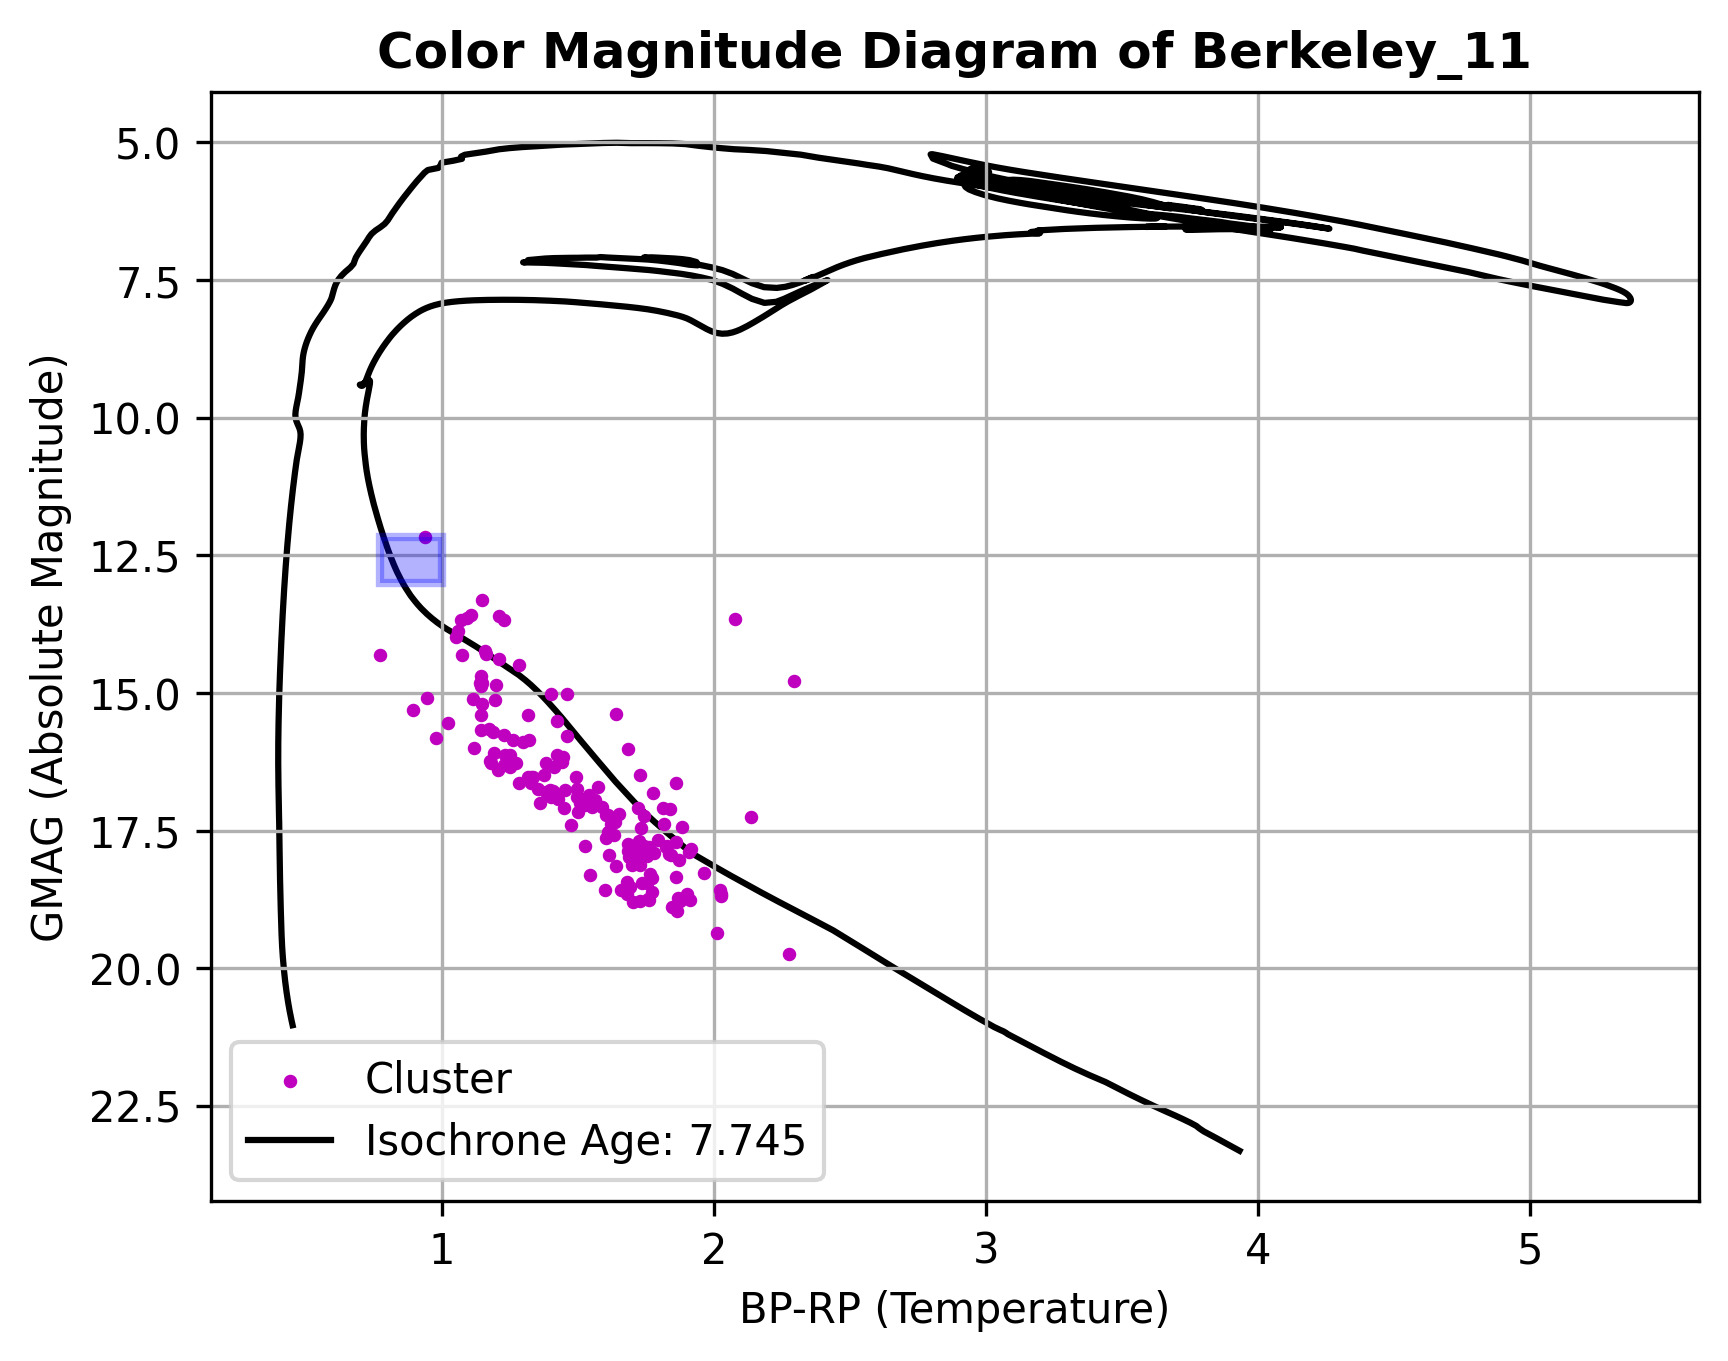 Color Magnitude Diagram of Berkeley_11
GMAG (Absolute Magnitude)
5.0
7.5
10.0
12.5
15.0
17.5
20.0
22.5
Cluster
Isochrone Age: 7.745
1 2 3 4 5
BP-RP (Temperature)